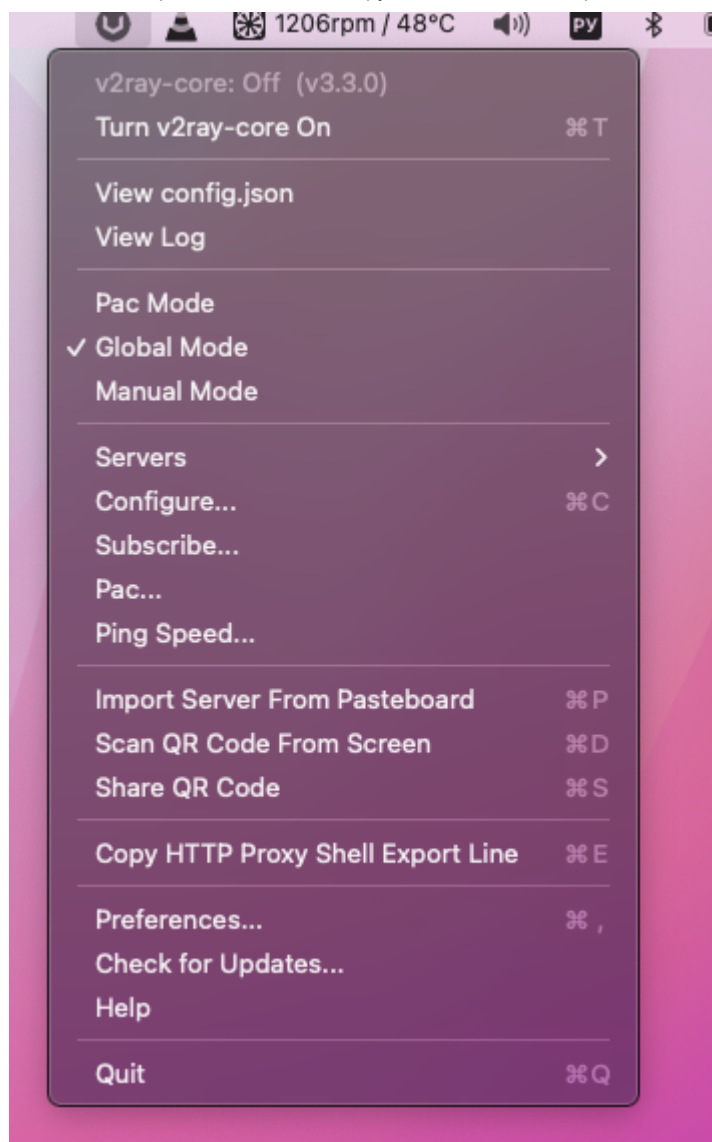 1206rpm / 48°C РУ
v2ray-core: Off (v3.3.0)
Turn v2ray-core On ⌘T
View config.json
View Log
Pac Mode
✓ Global Mode
Manual Mode
Servers >
Configure... ⌘C
Subscribe...
Pac...
Ping Speed...
Import Server From Pasteboard ⌘P
Scan QR Code From Screen ⌘D
Share QR Code ⌘S
Copy HTTP Proxy Shell Export Line ⌘E
Preferences... ⌘,
Check for Updates...
Help
Quit ⌘Q